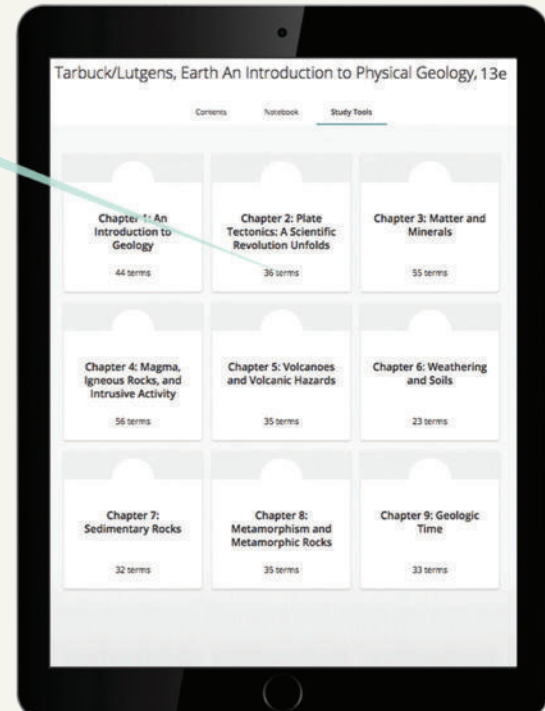 Tarbuck/Lutgens, Earth An Introduction to Physical Geology, 13e
Contents
Notebook
Study Tools
Chapter 1: An
Introduction to
Geology
44 terms
Chapter 2: Plate
Tectonics: A Scientific
Revolution Unfolds
36 terms
Chapter 3: Matter and
Minerals
55 terms
Chapter 4: Magma,
Igneous Rocks, and
Intrusive Activity
56 terms
Chapter 5: Volcanoes
and Volcanic Hazards
35 terms
Chapter 6: Weathering
and Soils
23 terms
Chapter 7:
Sedimentary Rocks
32 terms
Chapter 8:
Metamorphism and
Metamorphic Rocks
35 terms
Chapter 9: Geologic
Time
33 terms